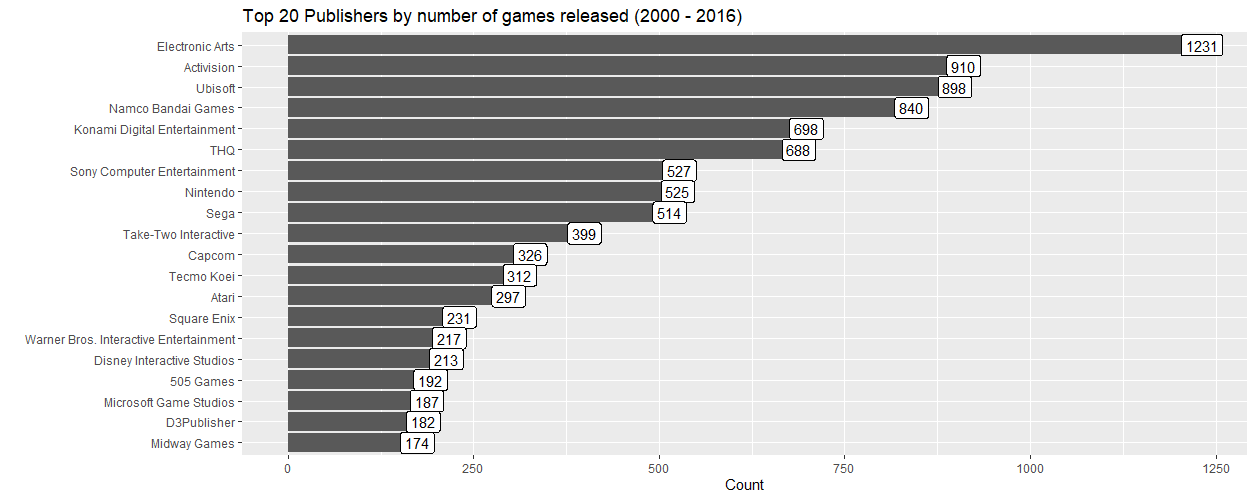 Top 20 Publishers by number of games released (2000 - 2016)
Electronic Arts 1231
Activision 910
Ubisoft 898
Namco Bandai Games 840
Konami Digital Entertainment 698
THQ 688
Sony Computer Entertainment 527
Nintendo 525
Sega 514
Take-Two Interactive 399
Capcom 326
Tecmo Koei 312
Atari 297
Square Enix 231
Warner Bros. Interactive Entertainment 217
Disney Interactive Studios 213
505 Games 192
Microsoft Game Studios 187
D3Publisher 182
Midway Games 174
0 250 500 750 1000 1250
Count